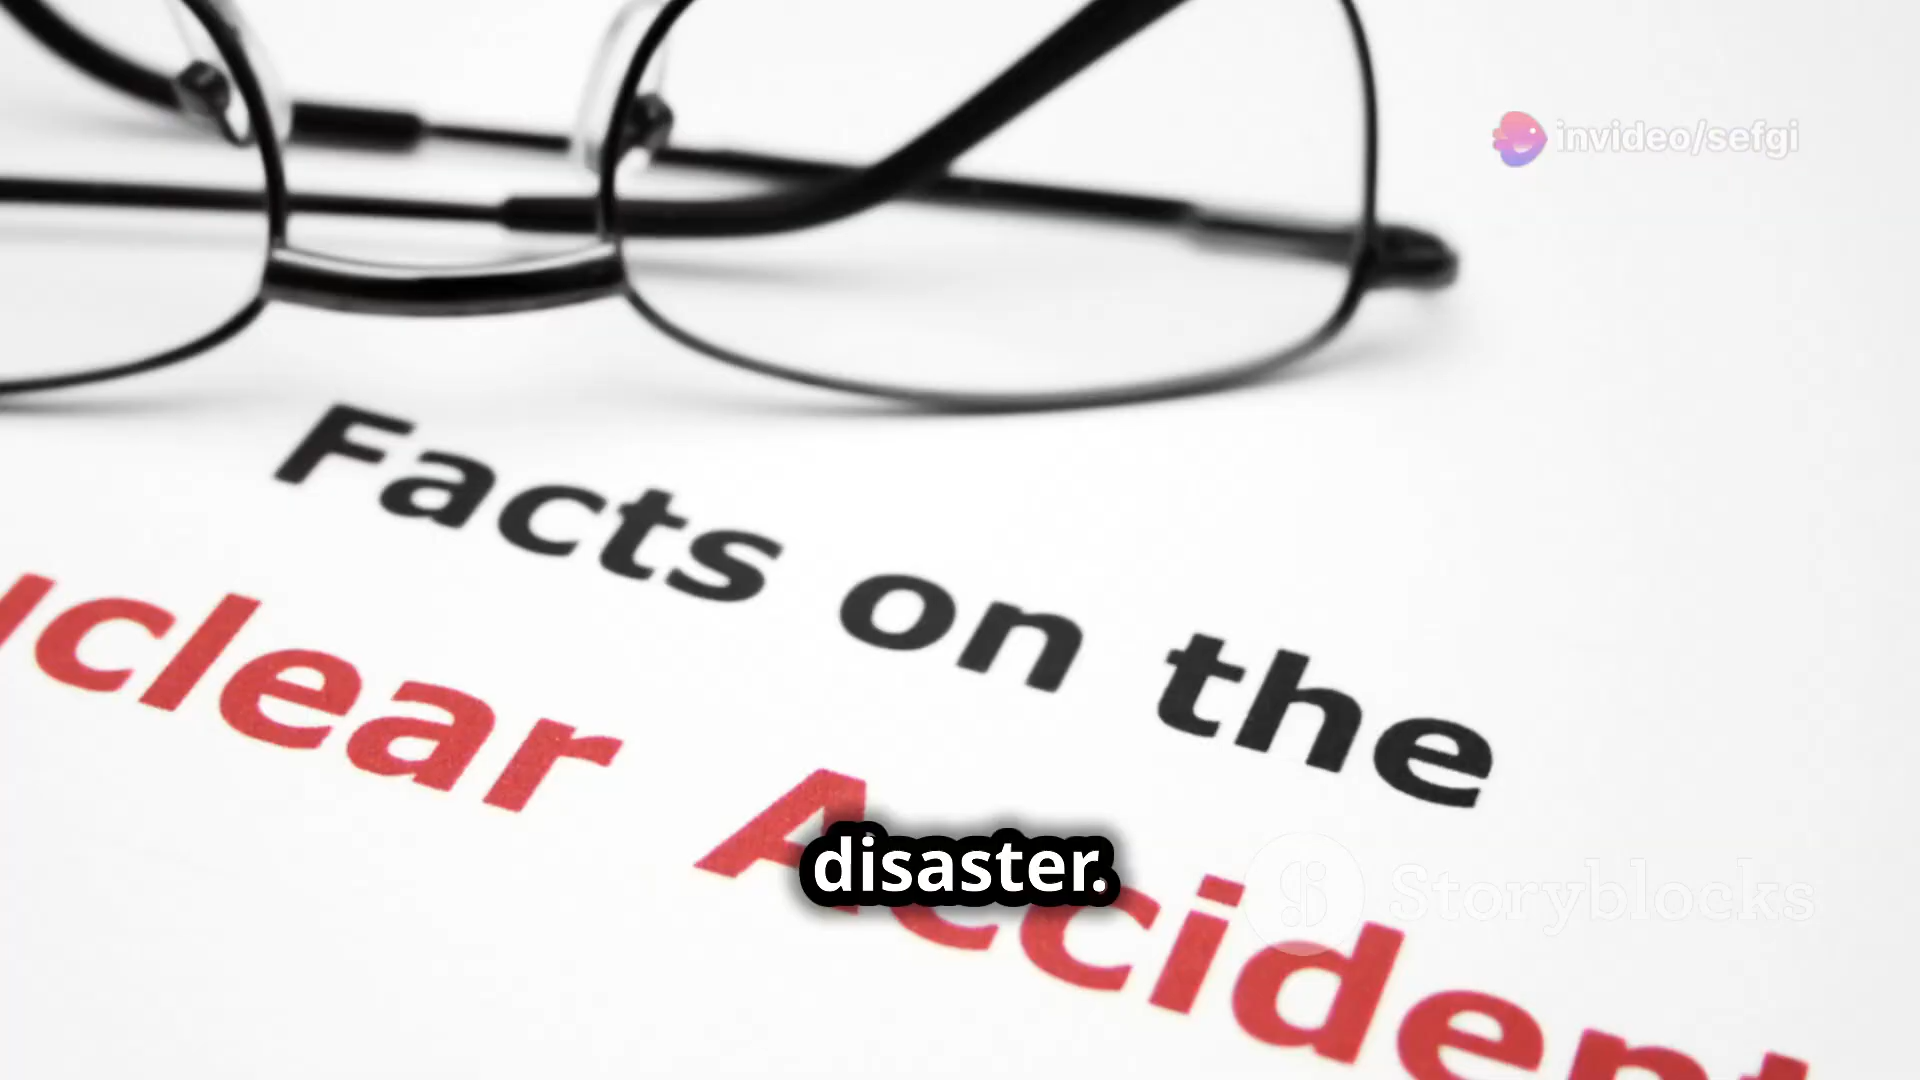 invideo/sefgi
Facts on the
uclear Accident
disaster.
Storyblocks